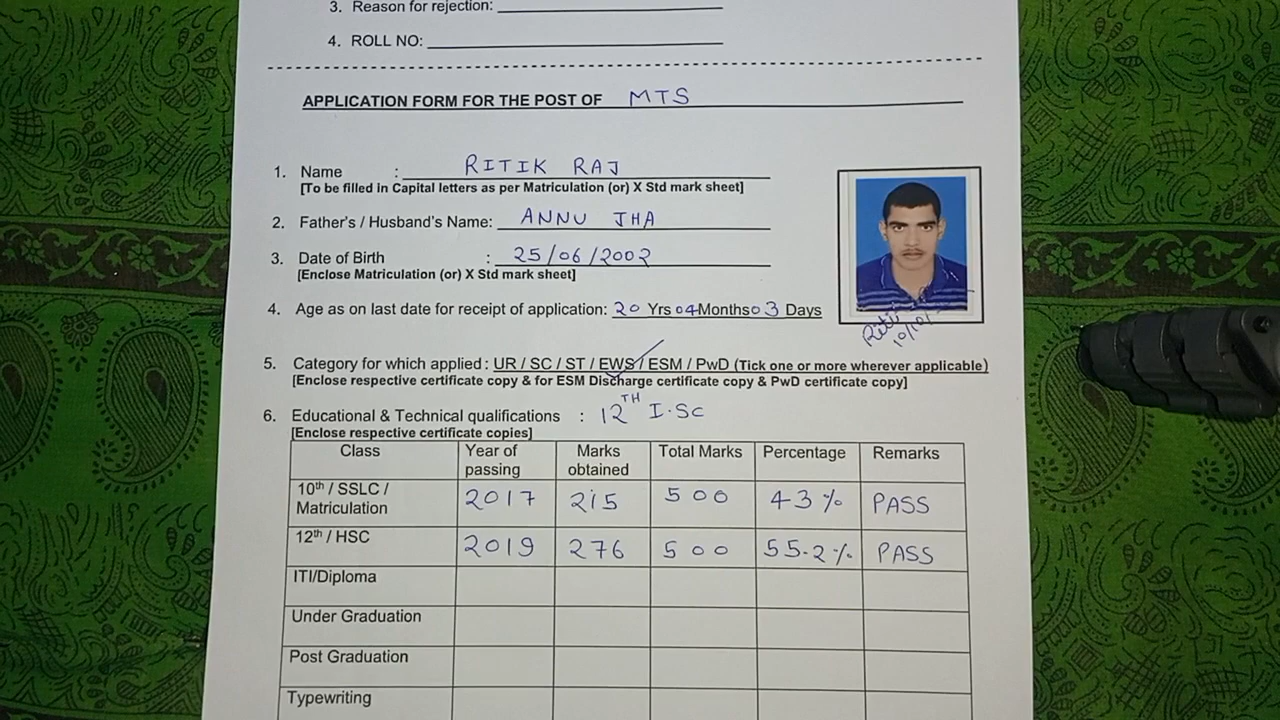 3. Reason for rejection:
4. ROLL NO:
APPLICATION FORM FOR THE POST OF MTS
1. Name : RITIK RAJ
[To be filled in Capital letters as per Matriculation (or) X Std mark sheet]
2. Father's / Husband's Name: ANNU JHA
3. Date of Birth : 25/06/2002
[Enclose Matriculation (or) X Std mark sheet]
4. Age as on last date for receipt of application: 20 Yrs 04 Months 03 Days
5. Category for which applied : UR / SC / ST / EWS / ESM / PwD (Tick one or more wherever applicable)
[Enclose respective certificate copy & for ESM Discharge certificate copy & PwD certificate copy]
6. Educational & Technical qualifications : 12TH I.SC
[Enclose respective certificate copies]
Class Year of passing Marks obtained Total Marks Percentage Remarks
10th / SSLC / Matriculation 2017 215 500 43% PASS
12th / HSC 2019 276 500 55.2% PASS
ITI/Diploma
Under Graduation
Post Graduation
Typewriting